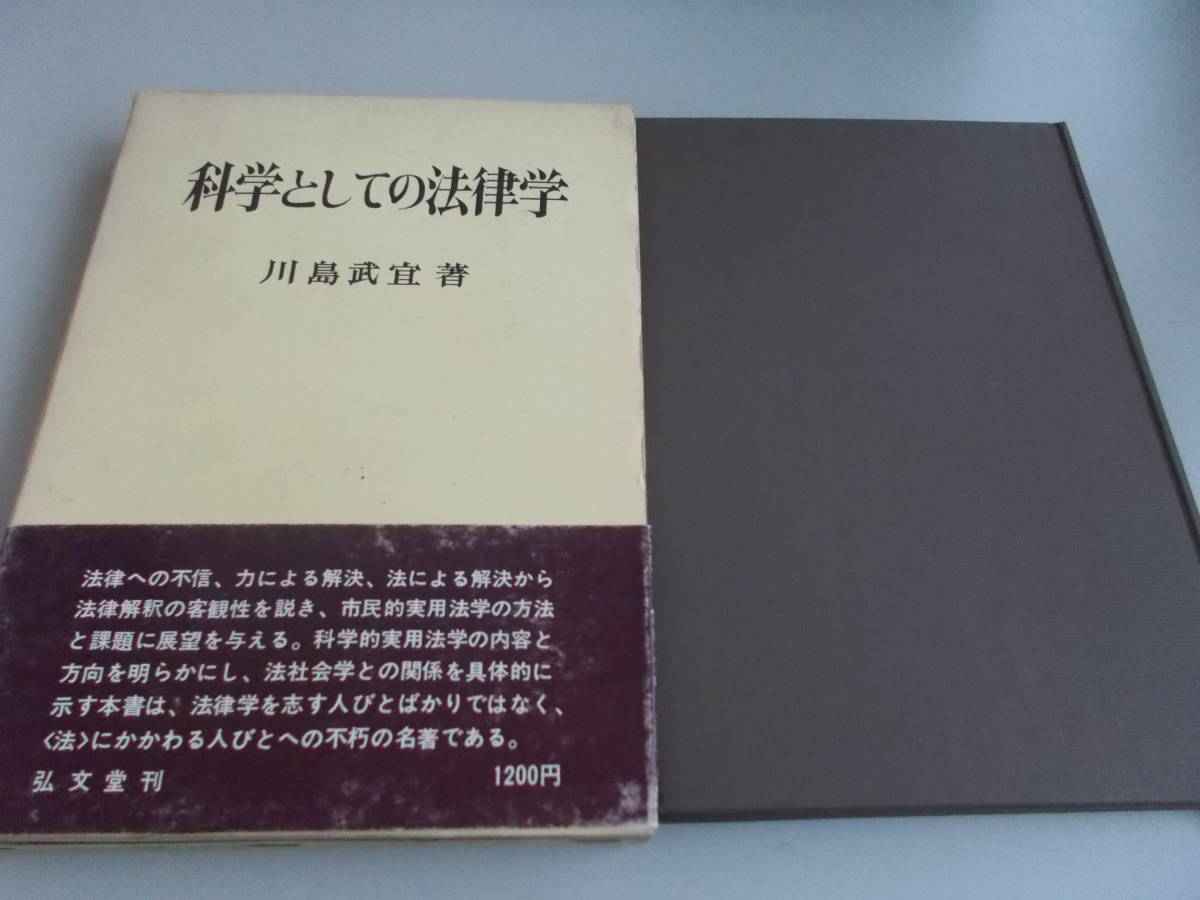 科学としての法律学
川島武宜 著
法律への不信、力による解決、法による解決から
法律解釈の客観性を説き、市民的実用法学の方法
と課題に展望を与える。科学的実用法学の内容と
方向を明らかにし、法社会学との関係を具体的に
示す本書は、法律学を志す人びとばかりではなく、
〈法〉にかかわる人びとへの不朽の名著である。
弘文堂刊 1200円